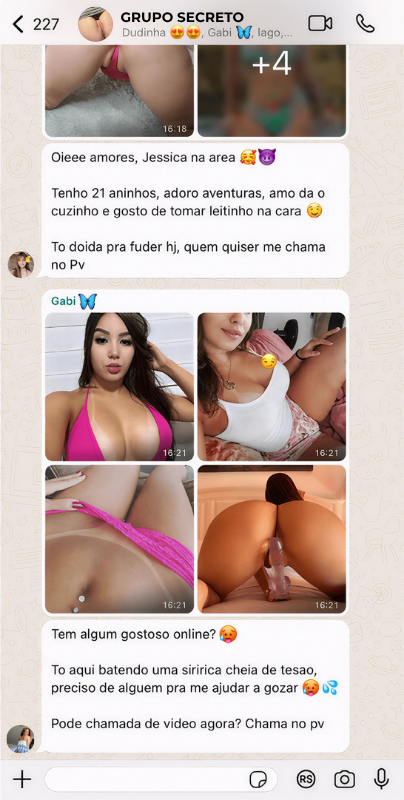 227
GRUPO SECRETO
Dudinha 😍😍, Gabi 🦋, Iago,...
+4
16:18
Oieee amores, Jessica na area 🥰😈
Tenho 21 aninhos, adoro aventuras, amo da o
cuzinho e gosto de tomar leitinho na cara 😉
To doida pra fuder hj, quem quiser me chama
no Pv
Gabi 🦋
16:21
16:21
16:21
16:21
Tem algum gostoso online? 🥵
To aqui batendo uma siririca cheia de tesao,
preciso de alguem pra me ajudar a gozar 🥵💦
Pode chamada de video agora? Chama no pv
R$